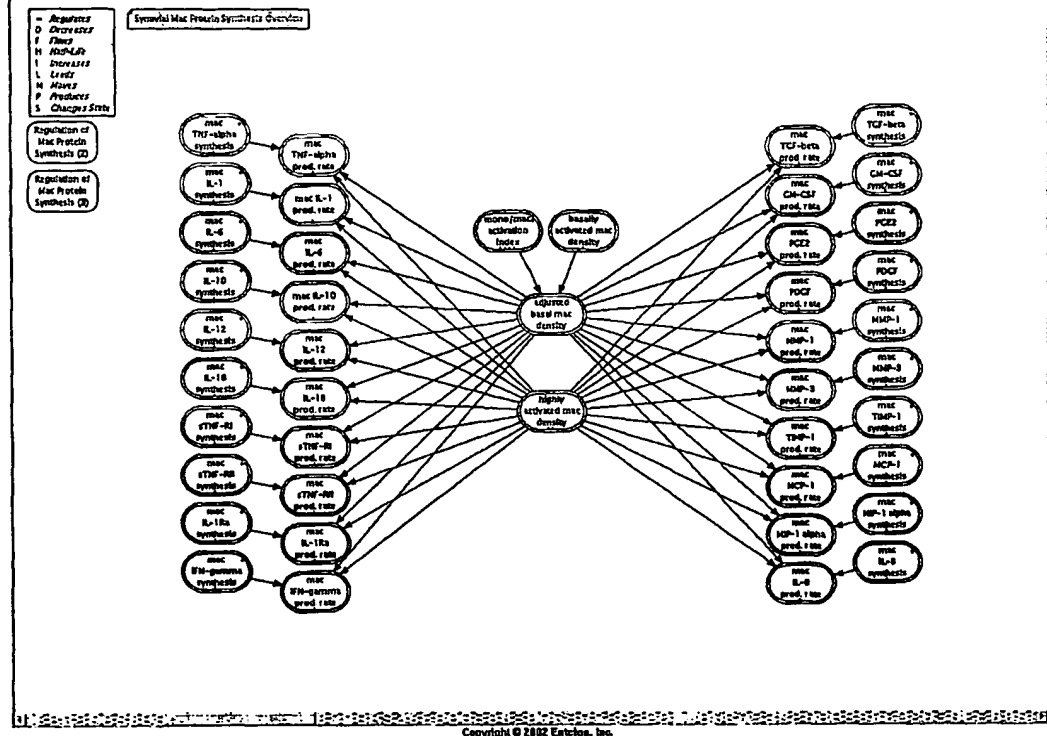 - Regulates
D Decreases
F Flows
H Half-Life
I Increases
L Leads
M Moves
P Produces
S Changes State
Synovial Mac Protein Synthesis Overview
Regulation of
Mac Protein
Synthesis (2)
Regulation of
Mac Protein
Synthesis (3)
mac
TNF-alpha
synthesis
mac
TNF-alpha
prod. rate
mac
IL-1
synthesis
mac IL-1
prod. rate
mac
IL-6
synthesis
mac
IL-6
prod. rate
mac
IL-10
synthesis
mac IL-10
prod. rate
mac
IL-12
synthesis
mac
IL-12
prod. rate
mac
IL-18
synthesis
mac
IL-18
prod. rate
mac
sTNF-RI
synthesis
mac
sTNF-RI
prod. rate
mac
sTNF-RII
synthesis
mac
sTNF-RII
prod. rate
mac
IL-1Ra
synthesis
mac
IL-1Ra
prod. rate
mac
IFN-gamma
synthesis
mac
IFN-gamma
prod. rate
mono/mac
activation
index
basally
activated mac
density
adjusted
basal mac
density
highly
activated mac
density
mac
TGF-beta
prod. rate
mac
TGF-beta
synthesis
mac
GM-CSF
prod. rate
mac
GM-CSF
synthesis
mac
PGE2
prod. rate
mac
PGE2
synthesis
mac
PDGF
prod. rate
mac
PDGF
synthesis
mac
MMP-1
prod. rate
mac
MMP-1
synthesis
mac
MMP-3
prod. rate
mac
MMP-3
synthesis
mac
TIMP-1
prod. rate
mac
TIMP-1
synthesis
mac
MCP-1
prod. rate
mac
MCP-1
synthesis
mac
MIP-1 alpha
prod. rate
mac
MIP-1 alpha
synthesis
mac
IL-8
prod. rate
mac
IL-8
synthesis
Copyright © 2002 Entelos, Inc.